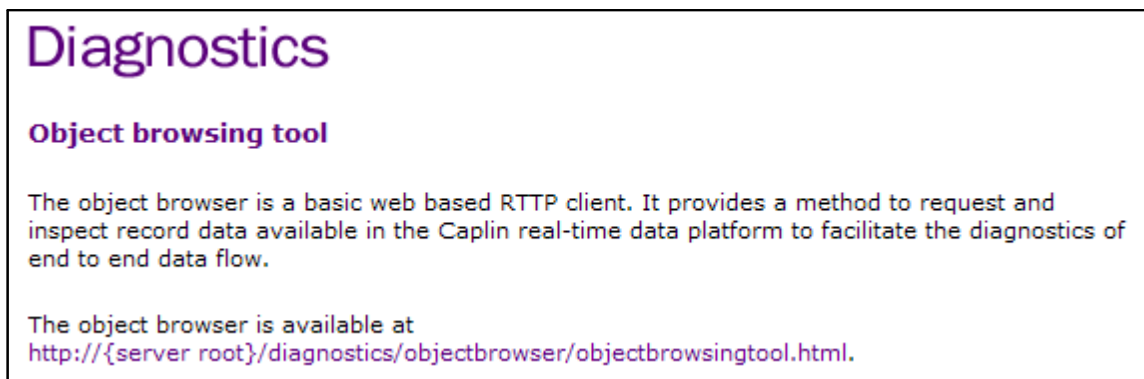 Diagnostics
Object browsing tool
The object browser is a basic web based RTTP client. It provides a method to request and
inspect record data available in the Caplin real-time data platform to facilitate the diagnostics of
end to end data flow.
The object browser is available at
http://{server root}/diagnostics/objectbrowser/objectbrowsingtool.html.